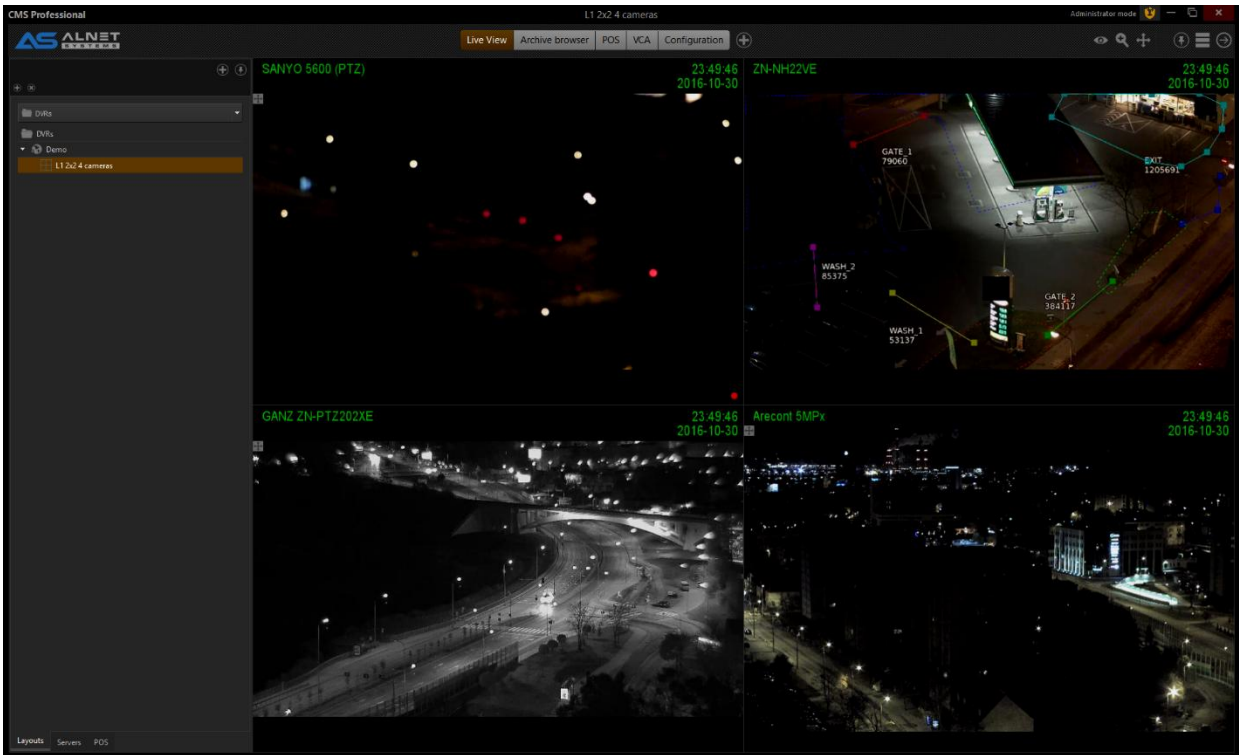 CMS Professional
L1 2x2 4 cameras
Administrator mode
AS ALNET SYSTEMS
Live View
Archive browser
POS
VCA
Configuration
DVRs
DVRs
Demo
L1 2x2 4 cameras
SANYO 5600 (PTZ)
23:49:46
2016-10-30
ZN-NH22VE
23:49:46
2016-10-30
GATE_1
79060
EXIT
1205691
WASH_2
85375
GATE_2
384117
WASH_1
53137
GANZ ZN-PTZ202XE
23:49:46
2016-10-30
Arecont 5MPx
23:49:46
2016-10-30
Layouts
Servers
POS